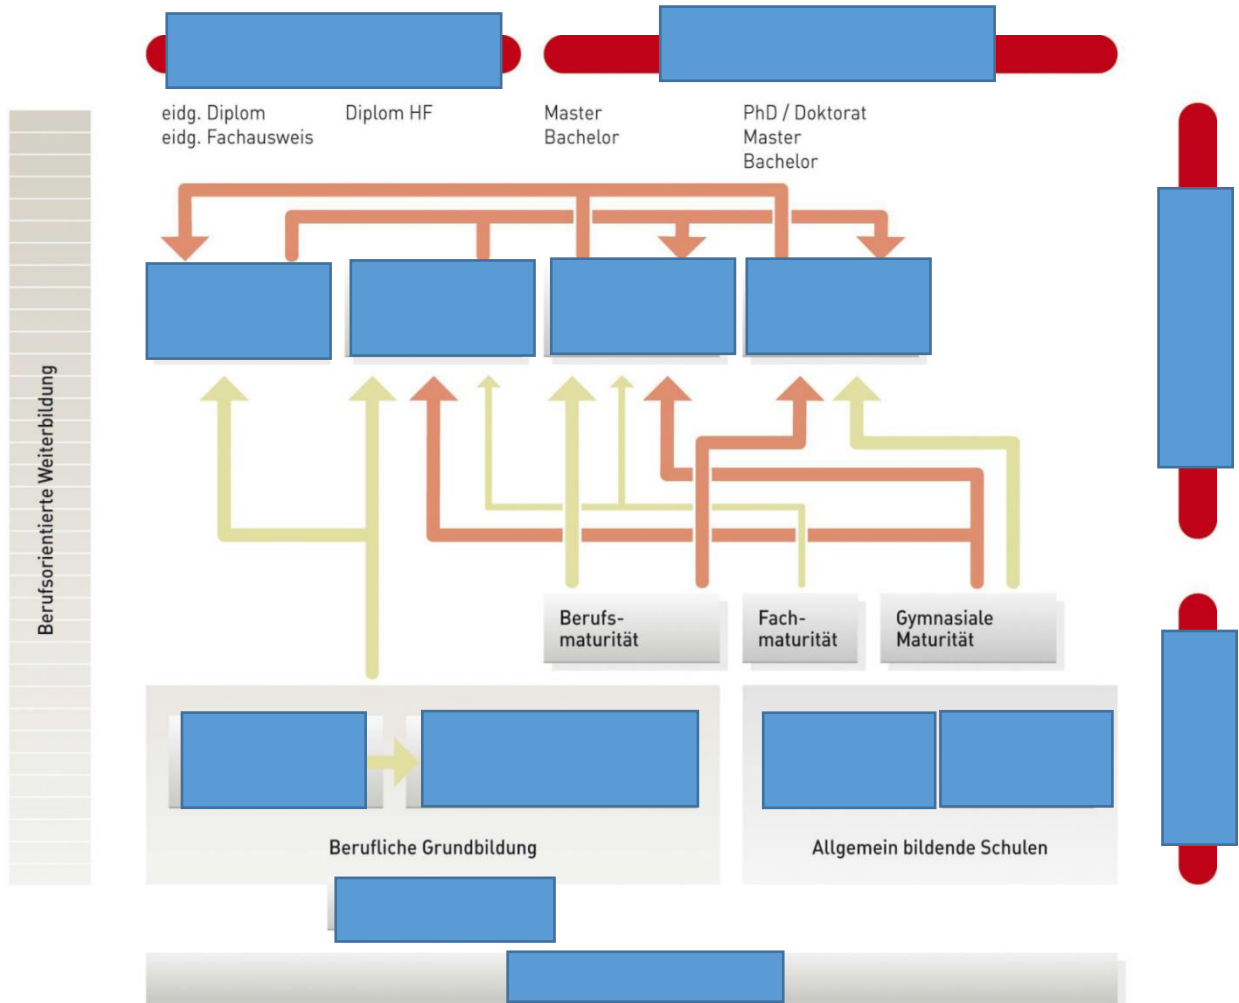 eidg. Diplom
eidg. Fachausweis
Diplom HF
Master
Bachelor
PhD / Doktorat
Master
Bachelor
Berufsorientierte Weiterbildung
Berufs-
maturität
Fach-
maturität
Gymnasiale
Maturität
Berufliche Grundbildung
Allgemein bildende Schulen